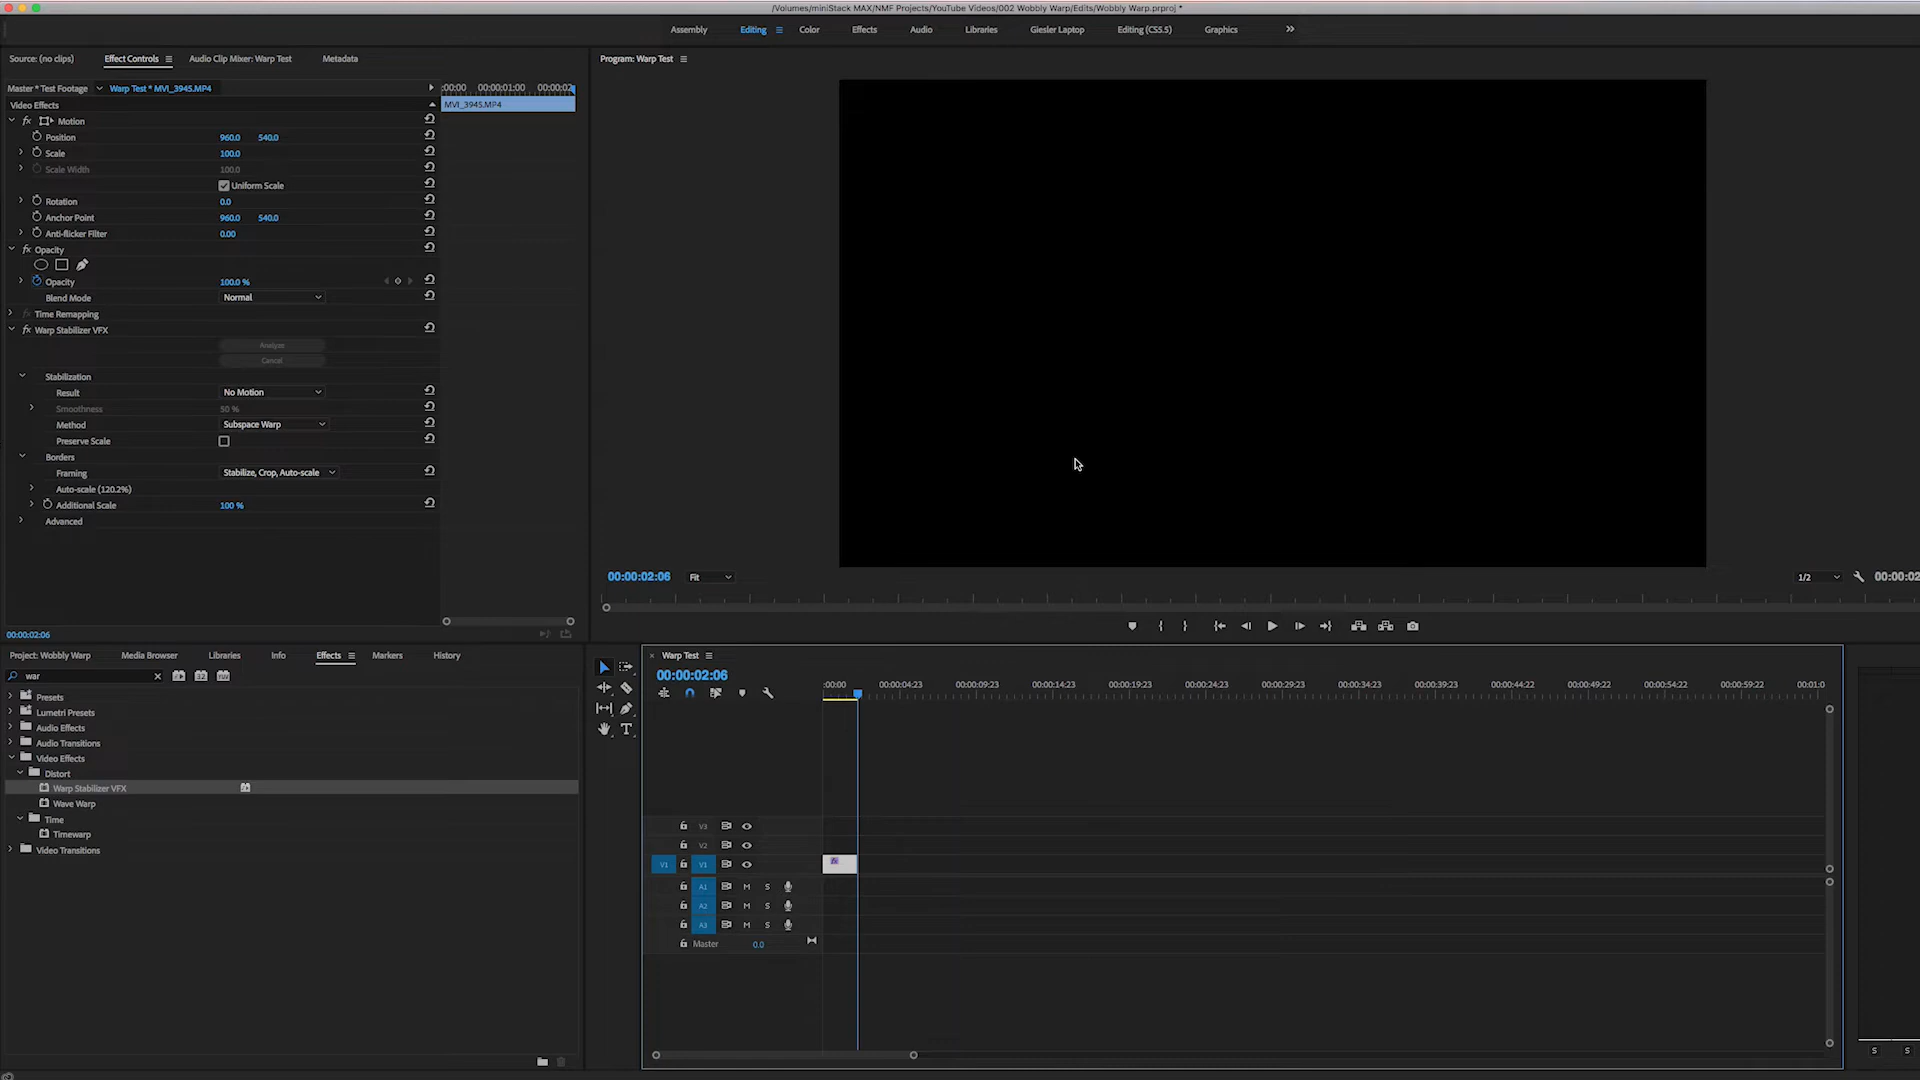 /Volumes/miniStack MAX/NMF Projects/YouTube Videos/002 Wobbly Warp/Edits/Wobbly Warp.prproj *
Assembly Editing Color Effects Audio Libraries Giesler Laptop Editing (CS5.5) Graphics
Source: (no clips) Effect Controls Audio Clip Mixer: Warp Test Metadata
Master * Test Footage Warp Test * MVI_3945.MP4
:00:00 00:00:01:00 00:00:02
Video Effects
MVI_3945.MP4
fx Motion
Position 960.0 540.0
Scale 100.0
Scale Width 100.0
Uniform Scale
Rotation 0.0
Anchor Point 960.0 540.0
Anti-flicker Filter 0.00
fx Opacity
Opacity 100.0 %
Blend Mode Normal
fx Time Remapping
fx Warp Stabilizer VFX
Analyze
Cancel
Stabilization
Result No Motion
Smoothness 50 %
Method Subspace Warp
Preserve Scale
Borders
Framing Stabilize, Crop, Auto-scale
Auto-scale (120.2%)
Additional Scale 100 %
Advanced
00:00:02:06
Program: Warp Test
00:00:02:06 Fit 1/2 00:00:02
Project: Wobbly Warp Media Browser Libraries Info Effects Markers History
war 32 YUV
Presets
Lumetri Presets
Audio Effects
Audio Transitions
Video Effects
Distort
Warp Stabilizer VFX
Wave Warp
Time
Timewarp
Video Transitions
T
Warp Test
00:00:02:06
:00:00 00:00:04:23 00:00:09:23 00:00:14:23 00:00:19:23 00:00:24:23 00:00:29:23 00:00:34:23 00:00:39:23 00:00:44:22 00:00:49:22 00:00:54:22 00:00:59:22 00:01:0
V3
V2
V1 V1 fx
A1 M S
A2 M S
A3 M S
Master 0.0
S S